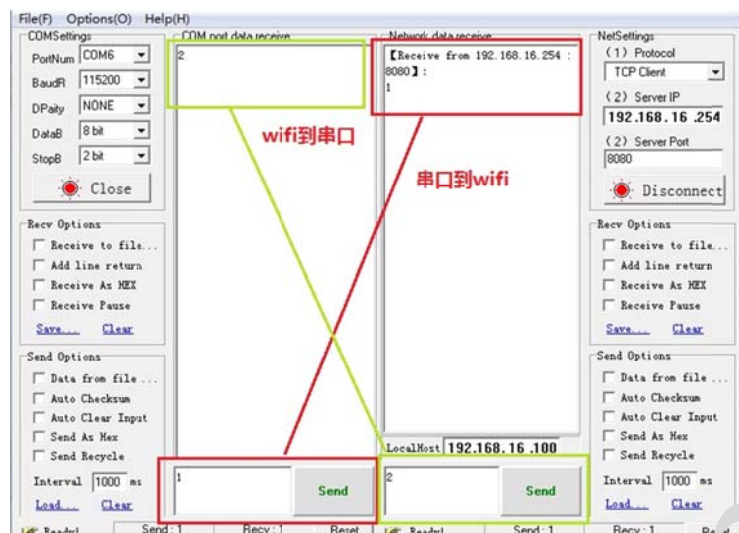 File(F) Options(O) Help(H)
COMSettings
PortNum COM6
BaudR 115200
DPaity NONE
DataB 8 bit
StopB 2 bit
Close
Recv Options
Receive to file...
Add line return
Receive As HEX
Receive Pause
Save... Clear
Send Options
Data from file ...
Auto Checksum
Auto Clear Input
Send As Hex
Send Recycle
Interval 1000 ms
Load... Clear
COM port data receive
2
wifi到串口
1
Send
Network data receive
【Receive from 192.168.16.254 :
8080】:
1
串口到wifi
LocalHost 192.168.16.100
2
Send
NetSettings
(1) Protocol
TCP Client
(2) Server IP
192.168.16.254
(2) Server Port
8080
Disconnect
Recv Options
Receive to file...
Add line return
Receive As HEX
Receive Pause
Save... Clear
Send Options
Data from file ...
Auto Checksum
Auto Clear Input
Send As Hex
Send Recycle
Interval 1000 ms
Load... Clear
Ready! Send: 1 Recv: 1 Reset
Ready! Send: 1 Recv: 1